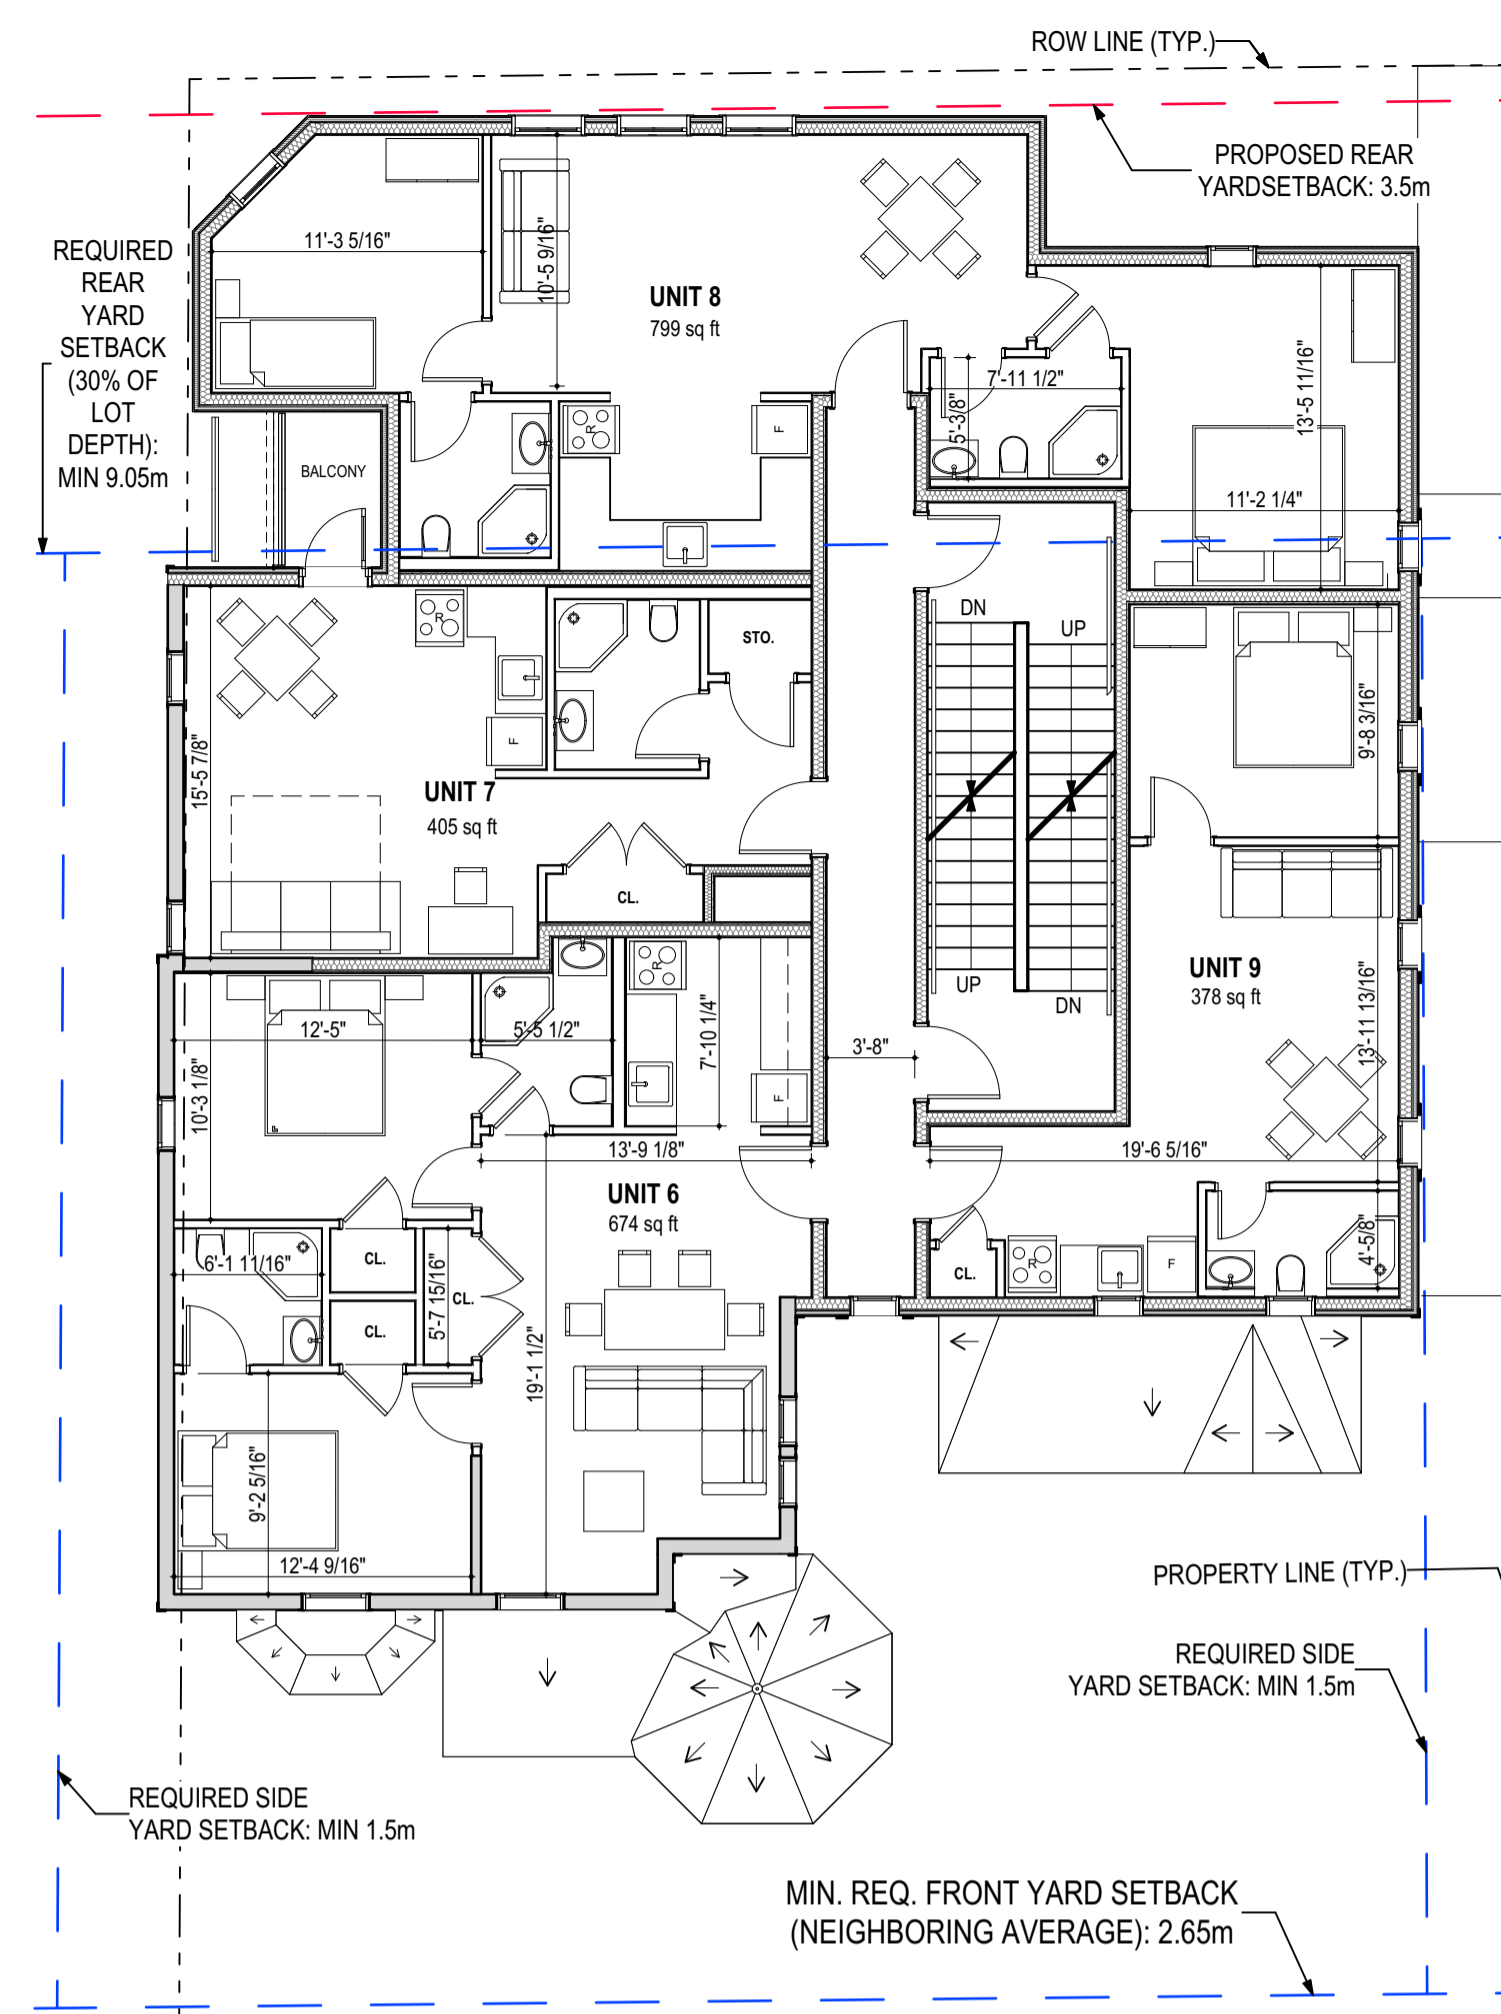 ROW LINE (TYP.)
PROPOSED REAR
YARDSETBACK: 3.5m
REQUIRED
REAR
YARD
SETBACK
(30% OF
LOT
DEPTH):
MIN 9.05m
11'-3 5/16"
10'-5 9/16"
UNIT 8
799 sq ft
7'-11 1/2"
5'-3/8"
13'-5 11/16"
11'-2 1/4"
R
F
BALCONY
DN
UP
STO.
R
F
15'-5 7/8"
UNIT 7
405 sq ft
CL.
9'-8 3/16"
UNIT 9
378 sq ft
UP
DN
12'-5"
5'-5 1/2"
R
7'-10 1/4"
F
3'-8"
13'-11 13/16"
10'-3 1/8"
13'-9 1/8"
19'-6 5/16"
UNIT 6
674 sq ft
6'-1 11/16"
CL.
CL.
CL.
5'-7 15/16"
CL.
R
F
4'-5/8"
19'-1 1/2"
9'-2 5/16"
12'-4 9/16"
PROPERTY LINE (TYP.)
REQUIRED SIDE
YARD SETBACK: MIN 1.5m
REQUIRED SIDE
YARD SETBACK: MIN 1.5m
MIN. REQ. FRONT YARD SETBACK
(NEIGHBORING AVERAGE): 2.65m